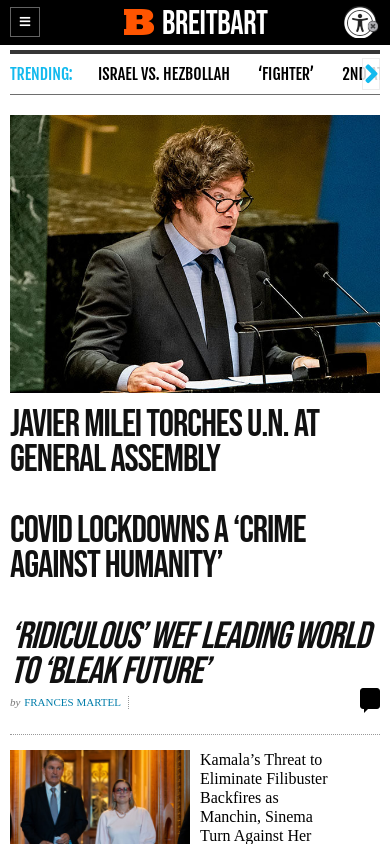 B BREITBART
TRENDING: ISRAEL VS. HEZBOLLAH ‘FIGHTER’ 2ND
JAVIER MILEI TORCHES U.N. AT
GENERAL ASSEMBLY
COVID LOCKDOWNS A ‘CRIME
AGAINST HUMANITY’
‘RIDICULOUS’ WEF LEADING WORLD
TO ‘BLEAK FUTURE’
by FRANCES MARTEL
Kamala’s Threat to
Eliminate Filibuster
Backfires as
Manchin, Sinema
Turn Against Her